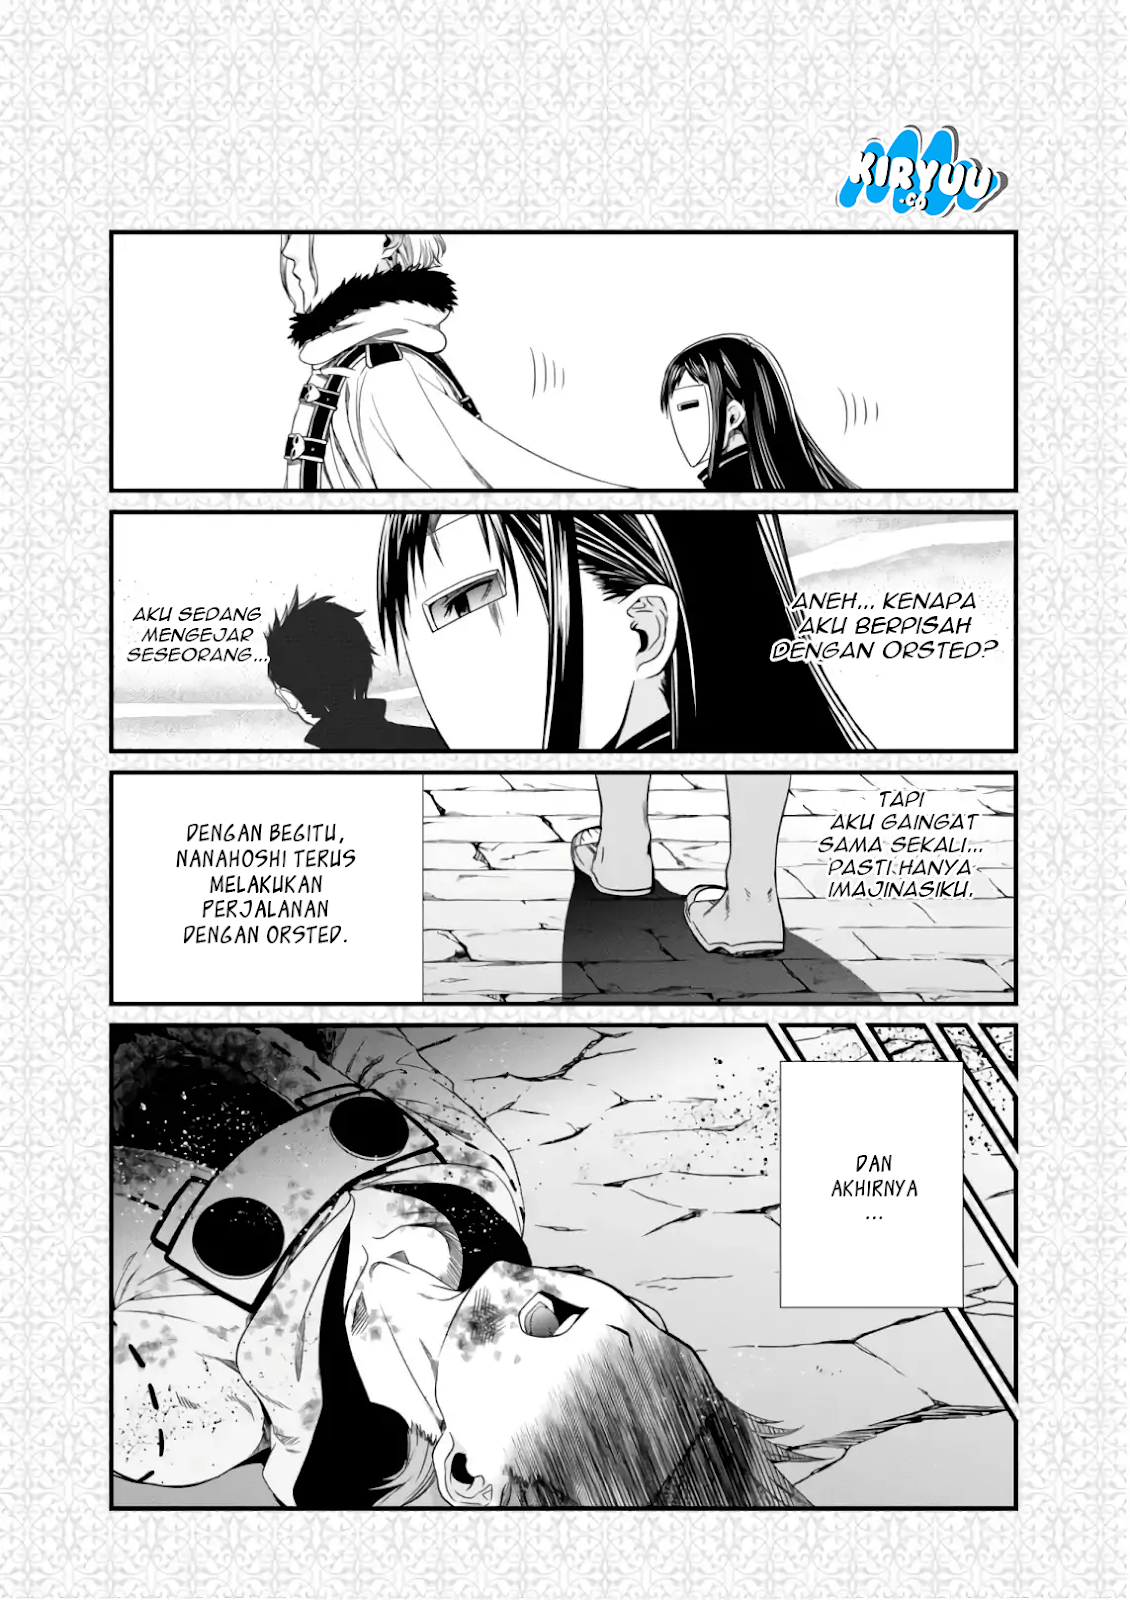 KIRYUU
.CO
ANEH... KENAPA
AKU BERPISAH
DENGAN ORSTED?
AKU SEDANG
MENGEJAR
SESEORANG...
TAPI
AKU GAINGAT
SAMA SEKALI...
PASTI HANYA
IMAJINASIKU.
DENGAN BEGITU,
NANAHOSHI TERUS
MELAKUKAN
PERJALANAN
DENGAN ORSTED.
DAN
AKHIRNYA
...